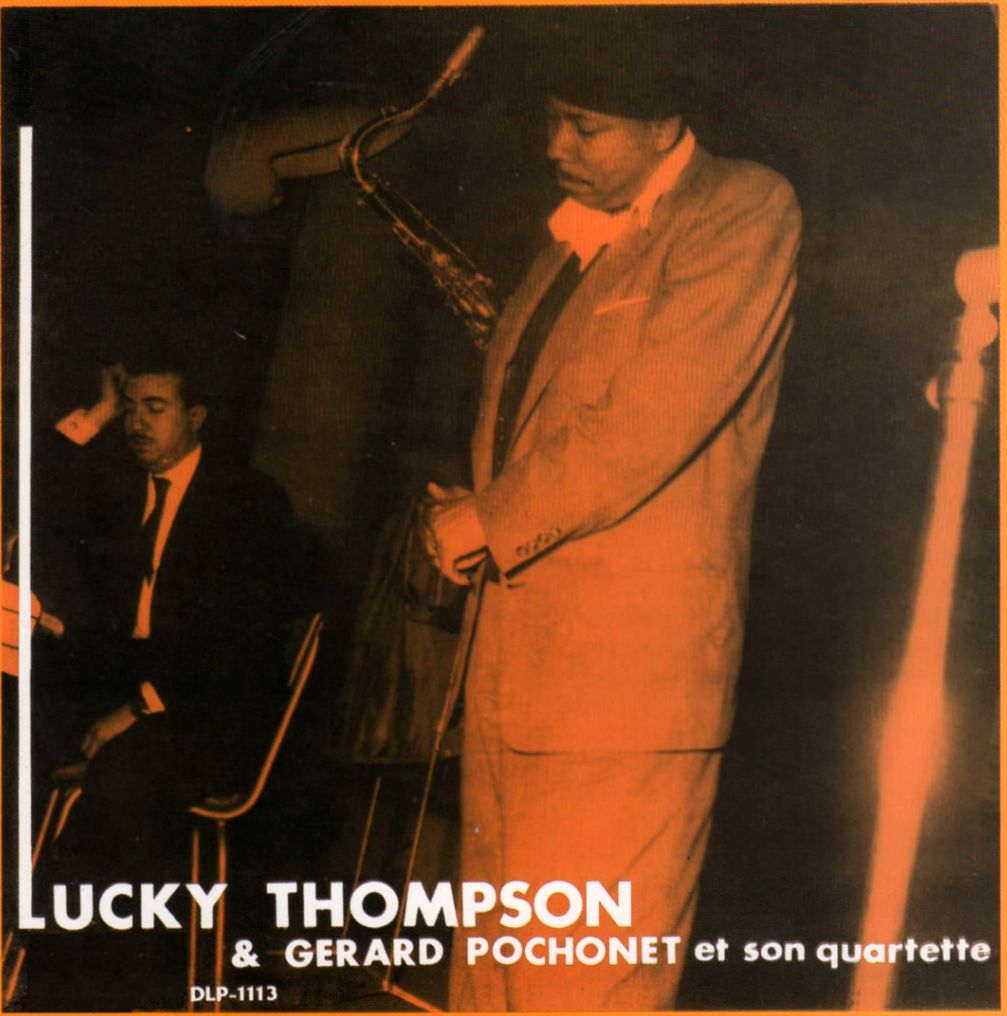 LUCKY THOMPSON
& GERARD POCHONET et son quartette
DLP-1113